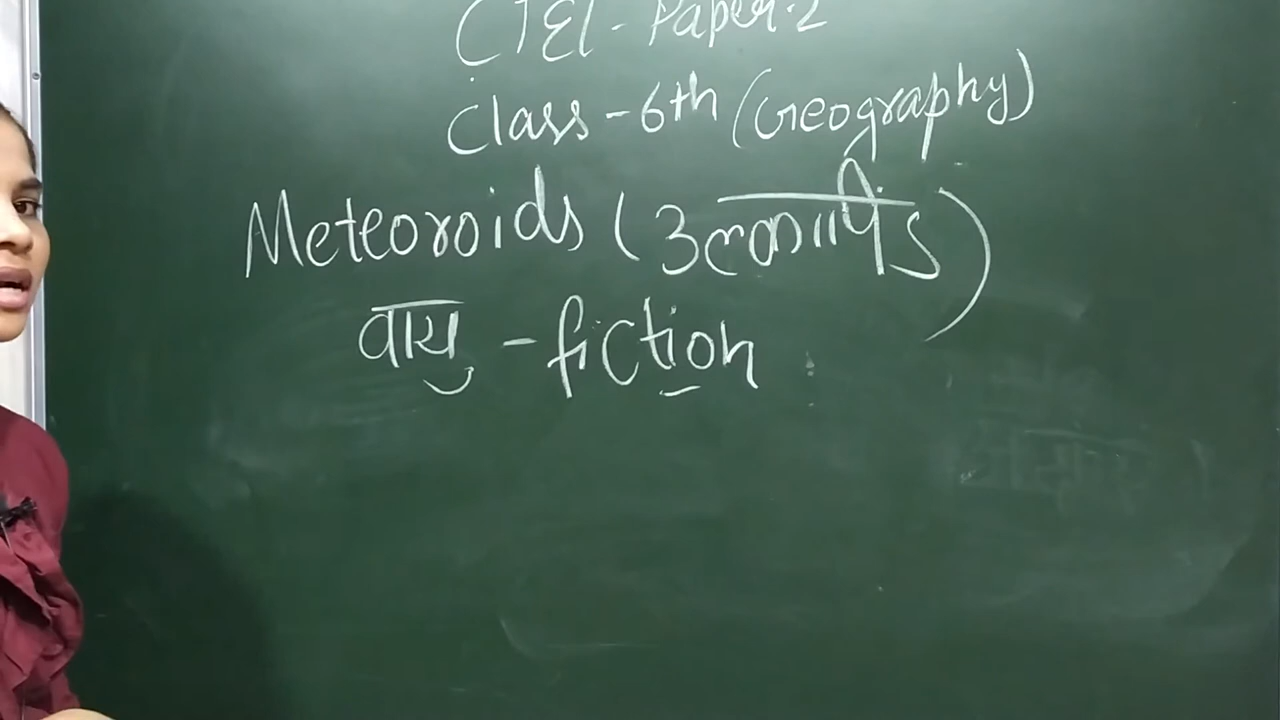 CTET - Paper-2
Class - 6th (Geography)
Meteoroids (उल्कापिंड)
वायु - fiction